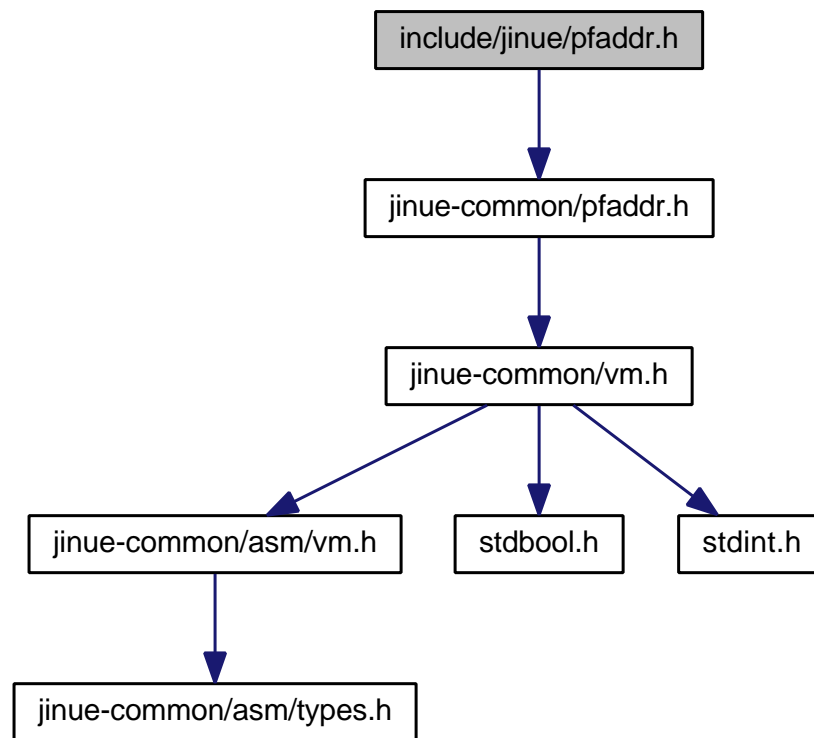 include/jinue/pfaddr.h
jinue-common/pfaddr.h
jinue-common/vm.h
jinue-common/asm/vm.h
stdbool.h
stdint.h
jinue-common/asm/types.h